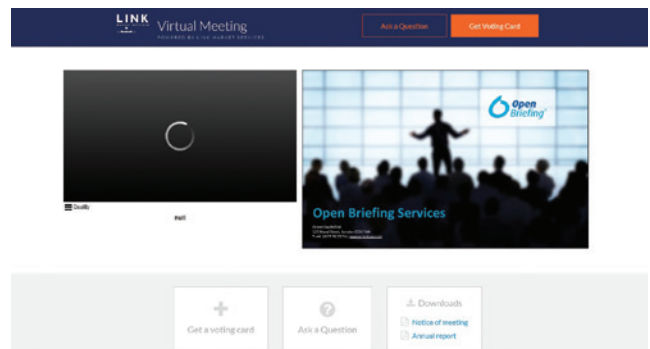 LINK
Virtual Meeting
POWERED BY LINK MARKET SERVICES
Ask a Question
Get Voting Card
Open
Briefing
Quality
null
Open Briefing Services
Get a voting card
Ask a Question
Downloads
Notice of meeting
Annual report